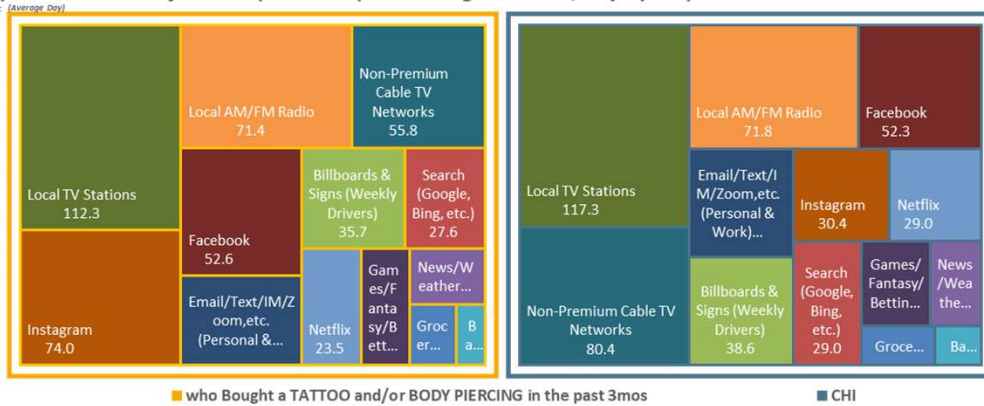 (Average Day)
Local TV Stations
112.3
Instagram
74.0
Local AM/FM Radio
71.4
Non-Premium
Cable TV
Networks
55.8
Facebook
52.6
Billboards &
Signs (Weekly
Drivers)
35.7
Search
(Google,
Bing, etc.)
27.6
Email/Text/IM/Z
oom,etc.
(Personal &...
Netflix
23.5
Gam
es/F
antа
sy/B
ett...
News/W
eather...
Groc
er...
B
a...
Local TV Stations
117.3
Non-Premium Cable TV
Networks
80.4
Local AM/FM Radio
71.8
Facebook
52.3
Email/Text/I
M/Zoom,etc.
(Personal &
Work)...
Instagram
30.4
Netflix
29.0
Billboards &
Signs (Weekly
Drivers)
38.6
Search
(Google,
Bing,
etc.)
29.0
Games/
Fantasy/
Bettin...
News
/Wea
the...
Groce...
Ba...
who Bought a TATTOO and/or BODY PIERCING in the past 3mos
CHI